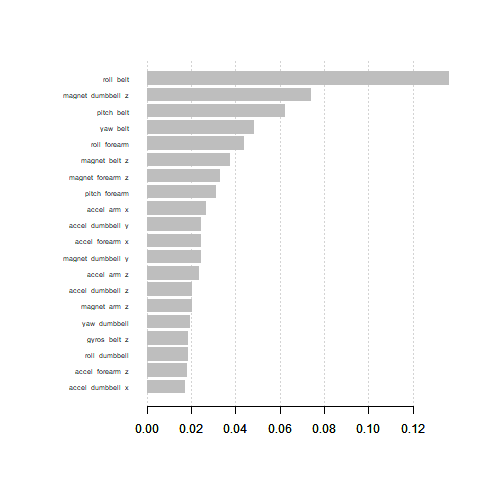 roll belt
magnet dumbbell z
pitch belt
yaw belt
roll forearm
magnet belt z
magnet forearm z
pitch forearm
accel arm x
accel dumbbell y
accel forearm x
magnet dumbbell y
accel arm z
accel dumbbell z
magnet arm z
yaw dumbbell
gyros belt z
roll dumbbell
accel forearm z
accel dumbbell x
0.00 0.02 0.04 0.06 0.08 0.10 0.12